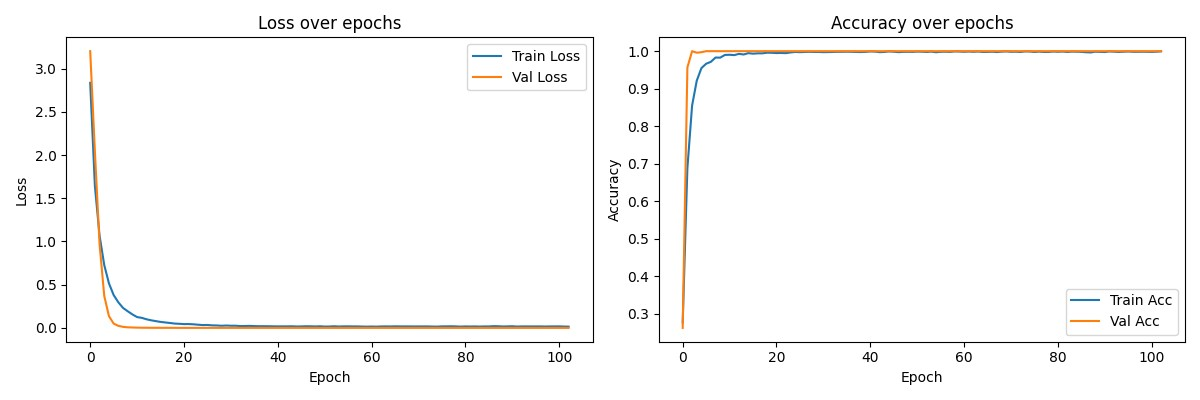 Loss over epochs
Loss
3.0
2.5
2.0
1.5
1.0
0.5
0.0
0 20 40 60 80 100
Epoch
Train Loss
Val Loss
Accuracy over epochs
Accuracy
1.0
0.9
0.8
0.7
0.6
0.5
0.4
0.3
0 20 40 60 80 100
Epoch
Train Acc
Val Acc